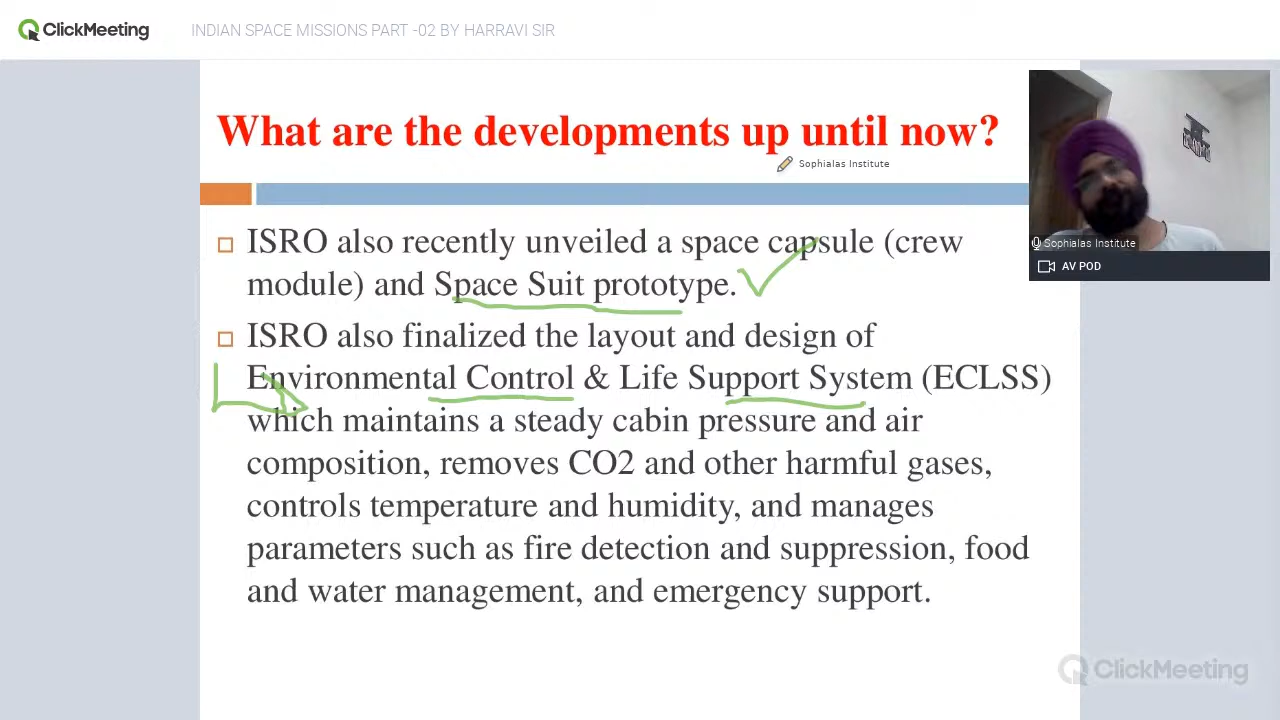 ClickMeeting
INDIAN SPACE MISSIONS PART -02 BY HARRAVI SIR
What are the developments up until now?
Sophialas Institute
ISRO also recently unveiled a space capsule (crew
module) and Space Suit prototype.
ISRO also finalized the layout and design of
Environmental Control & Life Support System (ECLSS)
which maintains a steady cabin pressure and air
composition, removes CO2 and other harmful gases,
controls temperature and humidity, and manages
parameters such as fire detection and suppression, food
and water management, and emergency support.
Sophialas Institute
AV POD
ClickMeeting